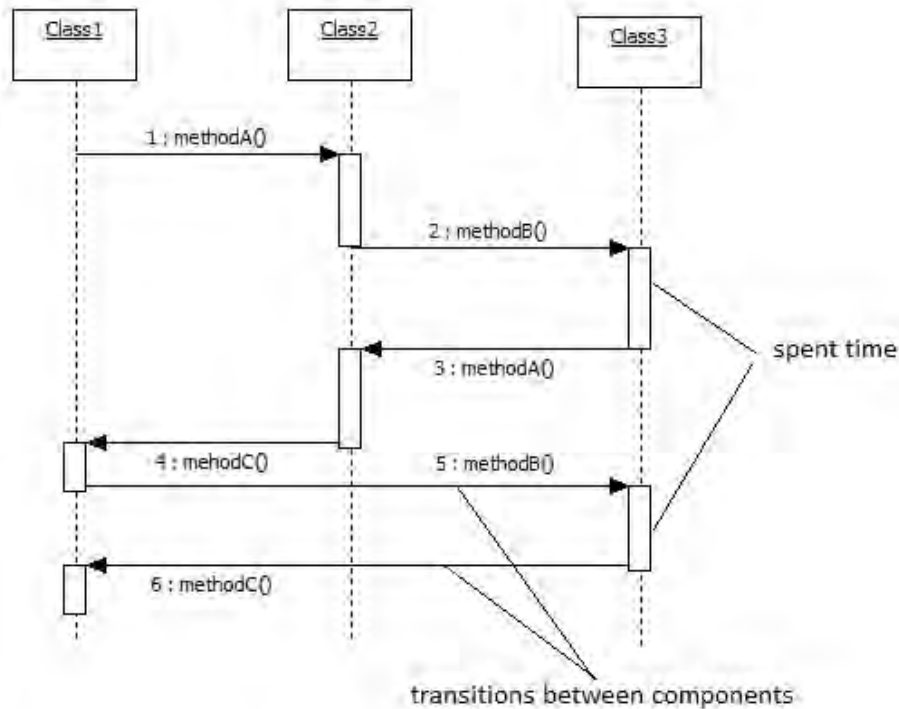 Class1
Class2
Class3
1 : methodA()
2 : methodB()
spent time
3 : methodA()
4 : mehodC()
5 : methodB()
6 : methodC()
transitions between components